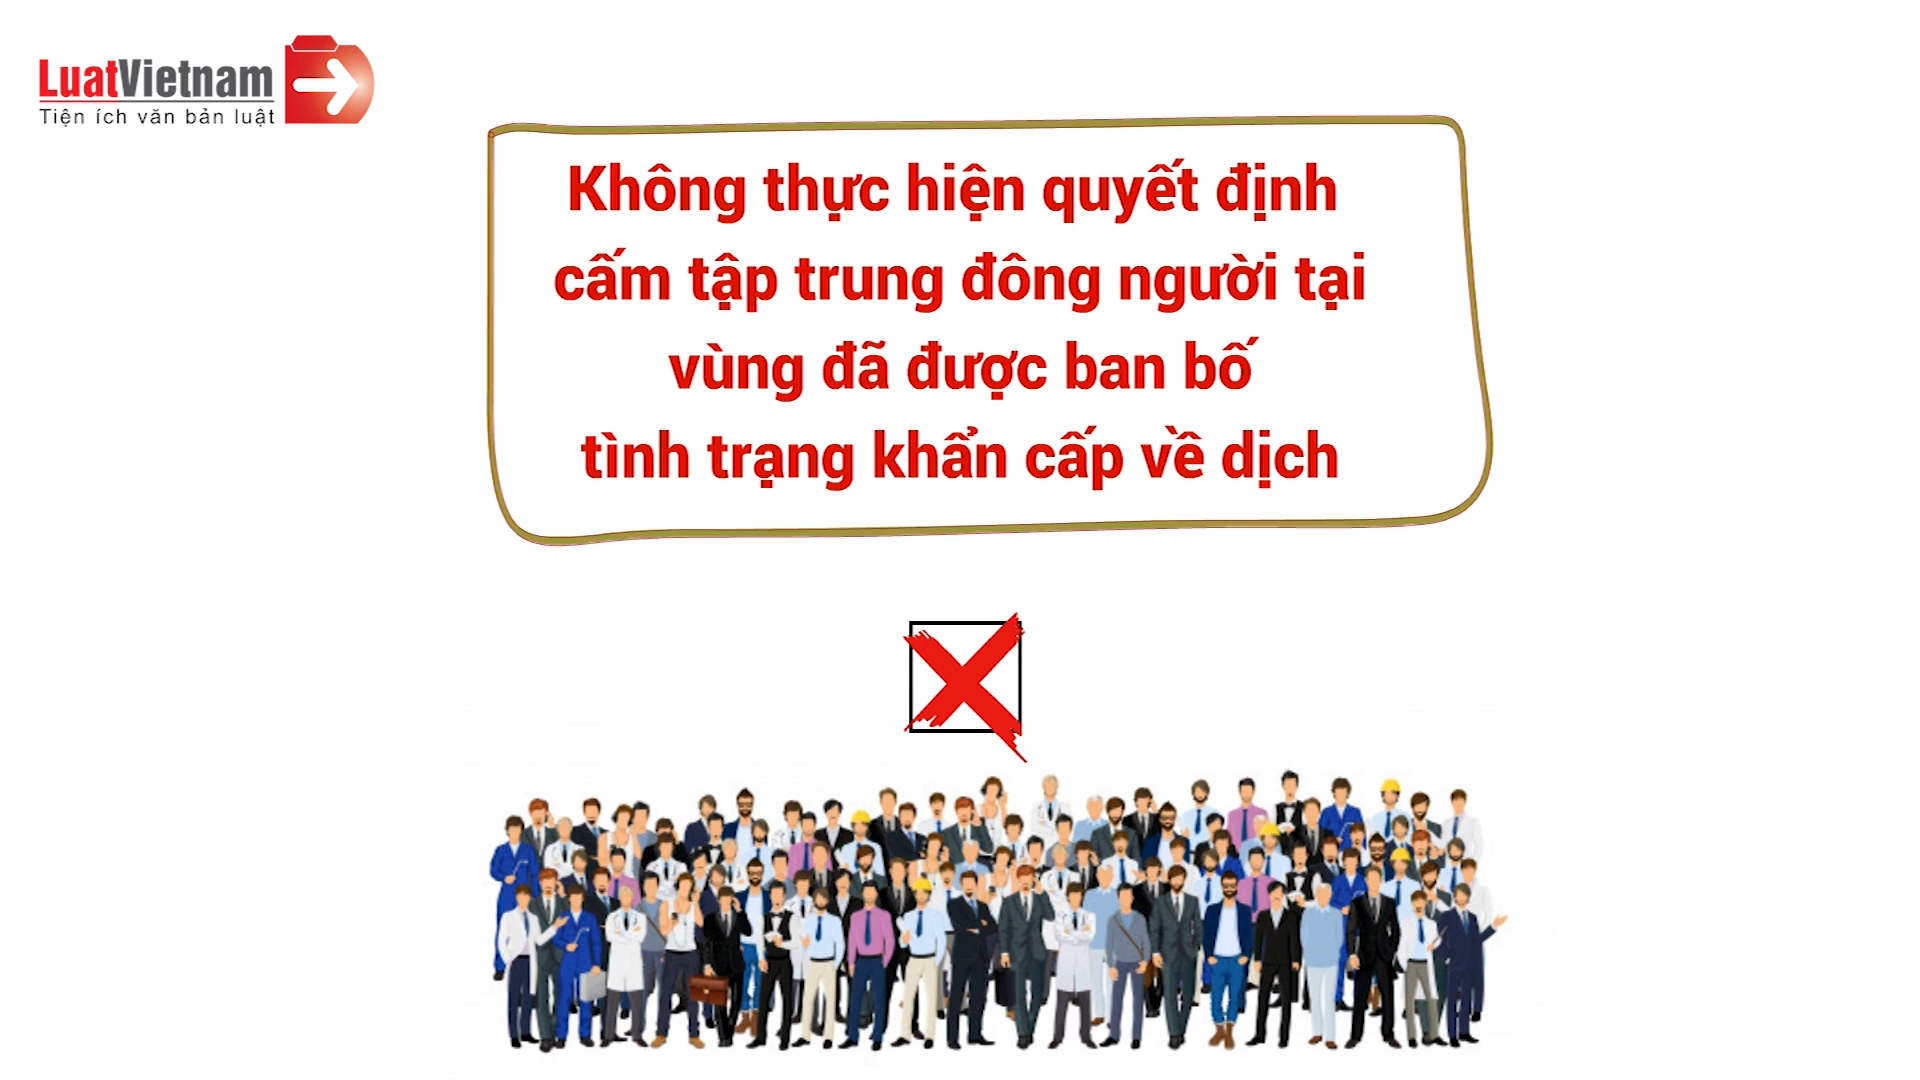 LuatVietnam
Tiện ích văn bản luật
Không thực hiện quyết định
cấm tập trung đông người tại
vùng đã được ban bố
tình trạng khẩn cấp về dịch